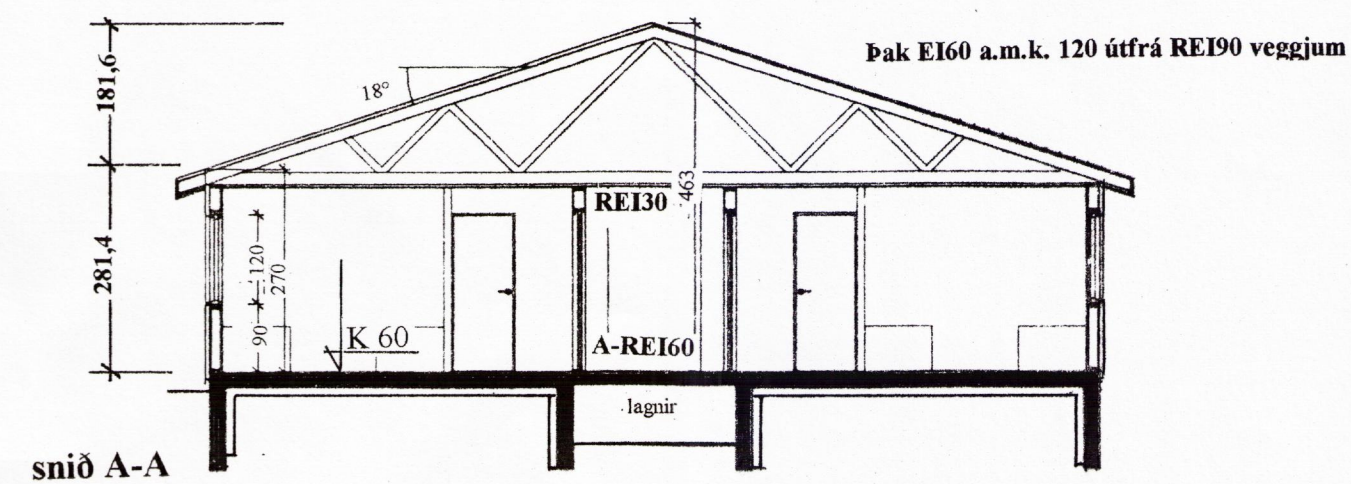 Þak EI60 a.m.k. 120 útfrá REI90 veggjum
181,6
18°
463
REI30
281,4
120
270
90
K 60
A-REI60
lagnir
snið A-A